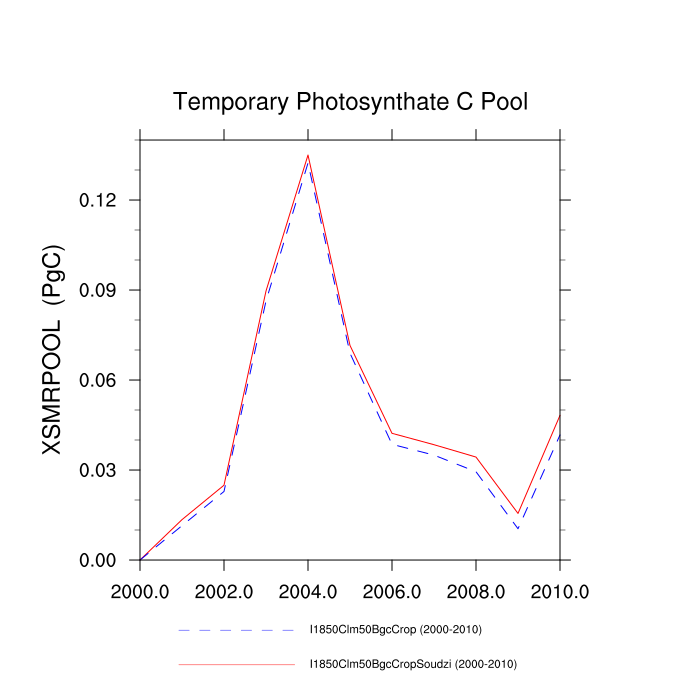 Temporary Photosynthate C Pool
XSMRPOOL (PgC)
0.12
0.09
0.06
0.03
0.00
2000.0 2002.0 2004.0 2006.0 2008.0 2010.0
I1850Clm50BgcCrop (2000-2010)
I1850Clm50BgcCropSoudzi (2000-2010)